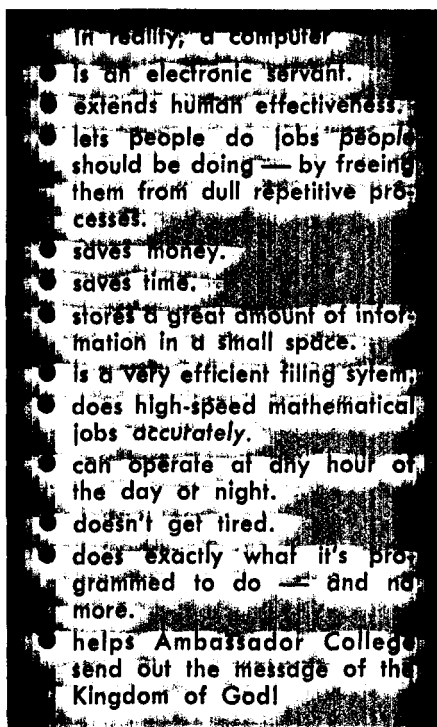 In reality, a computer
● is an electronic servant.
● extends human effectiveness.
● lets people do jobs people
should be doing — by freeing
them from dull repetitive pro-
cesses.
● saves money.
● saves time.
● stores a great amount of infor-
mation in a small space.
● is a very efficient filing sytem.
● does high-speed mathematical
jobs accurately.
● can operate at any hour of
the day or night.
● doesn't get tired.
● does exactly what it's pro-
grammed to do — and no
more.
● helps Ambassador College
send out the message of the
Kingdom of God!